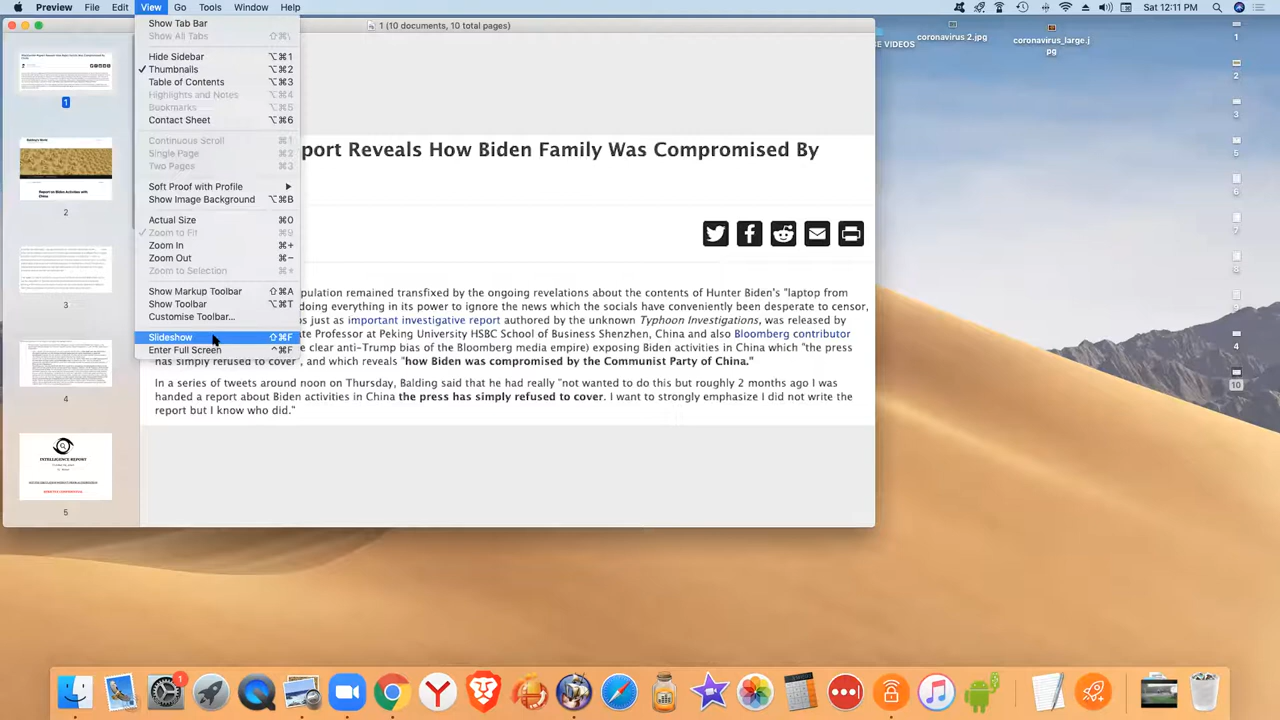 Preview File Edit View Go Tools Window Help Sat 12:11 PM
1 (10 documents, 10 total pages)
Show Tab Bar
Show All Tabs ⇧⌘\
Hide Sidebar ⌥⌘1
✓ Thumbnails ⌥⌘2
Table of Contents ⌥⌘3
Highlights and Notes ⌥⌘4
Bookmarks ⌥⌘5
Contact Sheet ⌥⌘6
Continuous Scroll ⌘1
Single Page ⌘2
Two Pages ⌘3
Soft Proof with Profile
Show Image Background ⌥⌘B
Actual Size ⌘0
✓ Zoom to Fit ⌘9
Zoom In ⌘+
Zoom Out ⌘−
Zoom to Selection
Show Markup Toolbar ⇧⌘A
Show Toolbar ⌥⌘T
Customise Toolbar...
Slideshow ⇧⌘F
Enter Full Screen ⌘F
1
2
3
4
INTELLIGENCE REPORT
5
port Reveals How Biden Family Was Compromised By
pulation remained transfixed by the ongoing revelations about the contents of Hunter Biden's "laptop from
doing everything in its power to ignore the news which the socials have conveniently been desperate to censor,
s just as important investigative report authored by the unknown Typhoon Investigations, was released by
te Professor at Peking University HSBC School of Business Shenzhen, China and also Bloomberg contributor
e clear anti-Trump bias of the Bloomberg media empire) exposing Biden activities in China which "the press
has simply refused to cover", and which reveals "how Biden was compromised by the Communist Party of China."
In a series of tweets around noon on Thursday, Balding said that he had really "not wanted to do this but roughly 2 months ago I was
handed a report about Biden activities in China the press has simply refused to cover. I want to strongly emphasize I did not write the
report but I know who did."
CE VIDEOS
coronavirus 2.jpg
coronavirus_large.j
pg
1
2
3
5
6
4
10
1